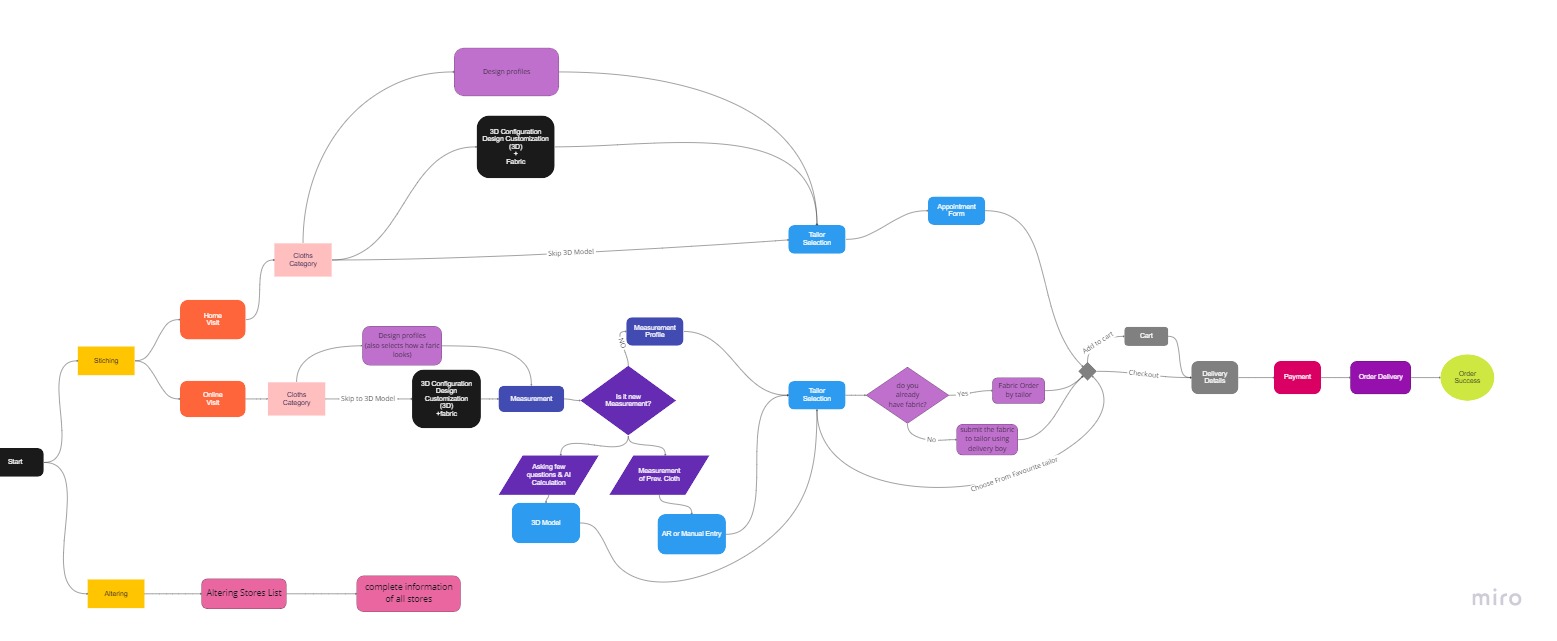 Design profiles
3D Configuration
Design Customization
(3D)
+
Fabric
Appointment
Form
Tailor
Selection
Skip 3D Model
Cloths
Category
Home
Visit
Stiching
Design profiles
(also selects how a faric
looks)
Measurement
Profile
NO
Add to cart
Cart
Online
Visit
Cloths
Category
Skip to 3D Model
3D Configuration
Design
Customization
(3D)
+fabric
Measurement
Is it new
Measurement?
Tailor
Selection
do you
already
have fabric?
Yes
Fabric Order
by tailor
Checkout
Delivery
Details
Payment
Order Delivery
Order
Success
No
submit the fabric
to tailor using
delivery boy
Choose From Favourite tailor
Start
Asking few
questions & AI
Calculation
Measurement
of Prev. Cloth
3D Model
AR or Manual Entry
Altering
Altering Stores List
complete information
of all stores
miro